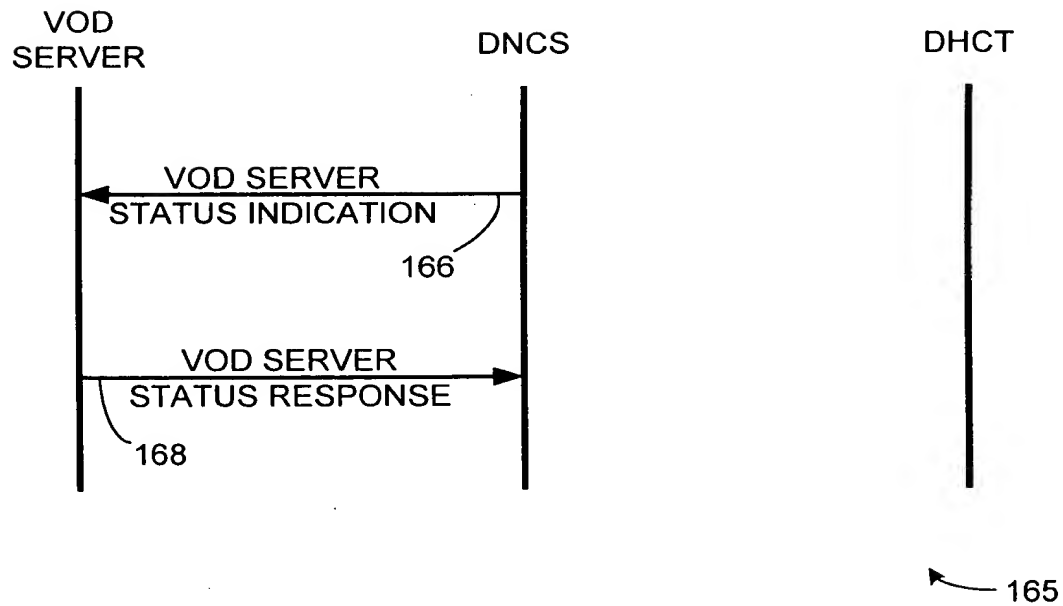 VOD
SERVER
DNCS
DHCT
VOD SERVER
STATUS INDICATION
166
VOD SERVER
STATUS RESPONSE
168
165